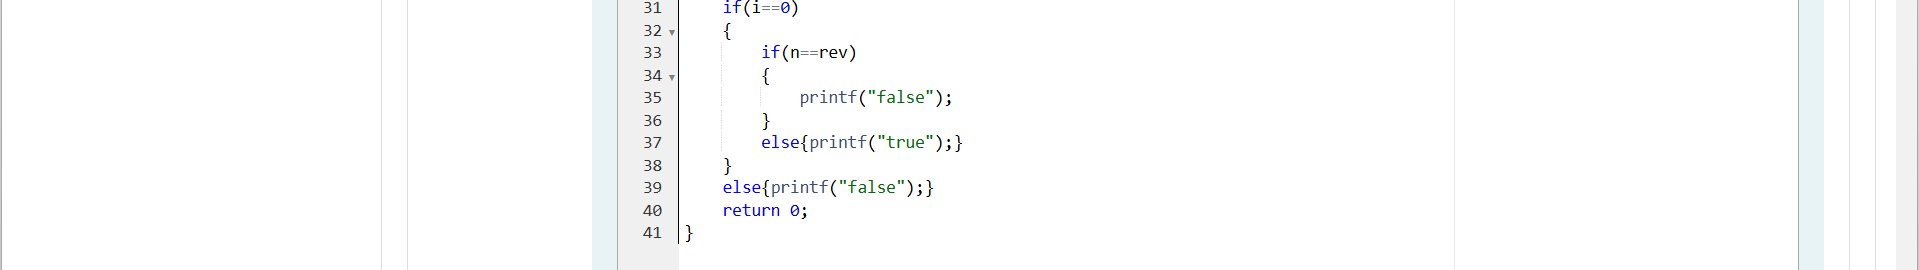 31 if(i==0)
32 {
33 if(n==rev)
34 {
35 printf("false");
36 }
37 else{printf("true");}
38 }
39 else{printf("false");}
40 return 0;
41 }